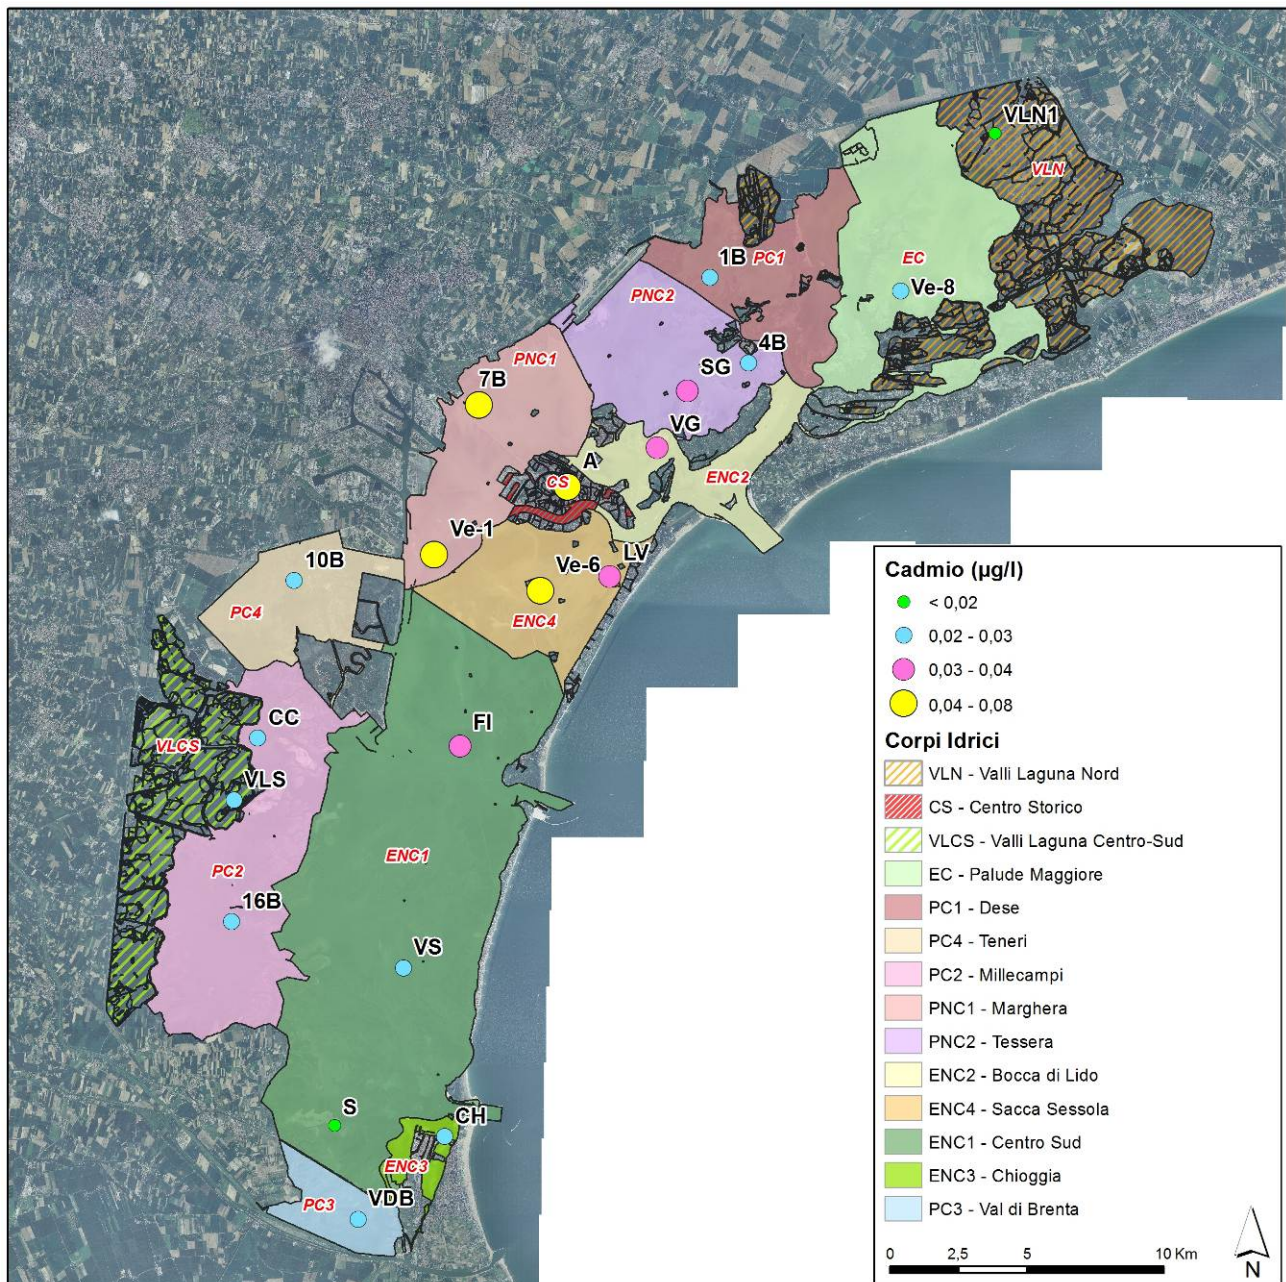 VLN1
VLN
1B
PC1
EC
Ve-8
PNC2
4B
SG
PNC1
7B
VG
A
CS
ENC2
Ve-1
LV
Ve-6
10B
ENC4
PC4
CC
FI
VLCS
VLS
ENC1
PC2
16B
VS
S
CH
ENC3
VDB
PC3
Cadmio (µg/l)
< 0,02
0,02 - 0,03
0,03 - 0,04
0,04 - 0,08
Corpi Idrici
VLN - Valli Laguna Nord
CS - Centro Storico
VLCS - Valli Laguna Centro-Sud
EC - Palude Maggiore
PC1 - Dese
PC4 - Teneri
PC2 - Millecampi
PNC1 - Marghera
PNC2 - Tessera
ENC2 - Bocca di Lido
ENC4 - Sacca Sessola
ENC1 - Centro Sud
ENC3 - Chioggia
PC3 - Val di Brenta
0 2,5 5 10 Km
N